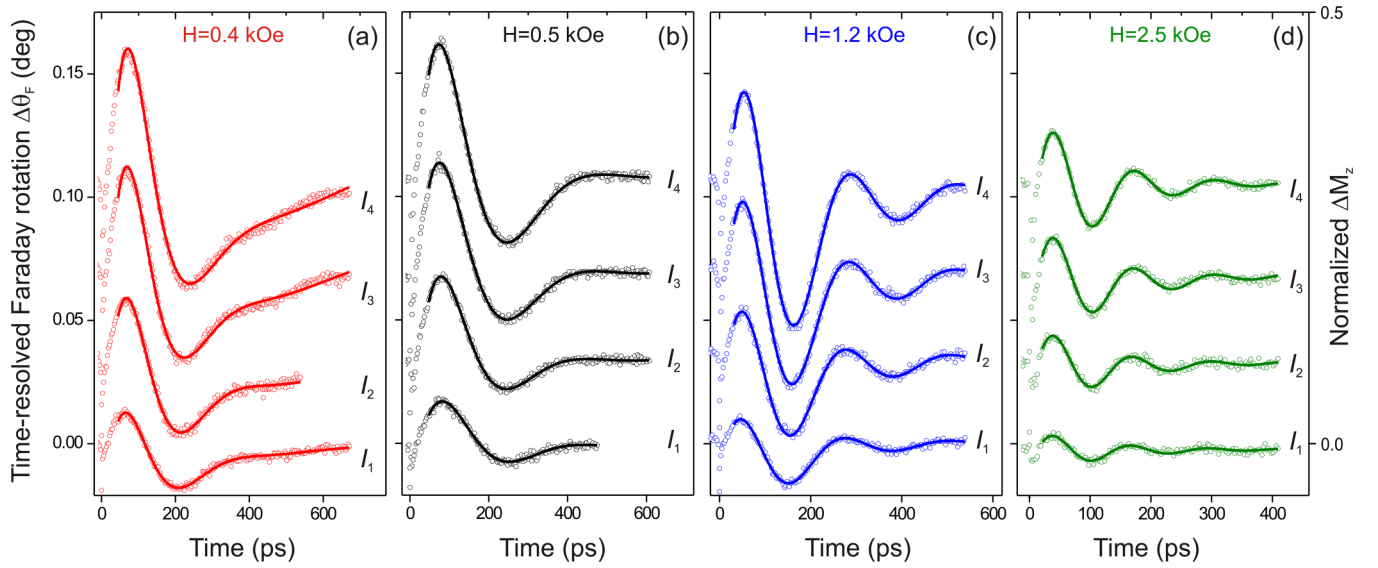 Time-resolved Faraday rotation Δθ_F (deg)
0.15
0.10
0.05
0.00
H=0.4 kOe
(a)
I_4
I_3
I_2
I_1
0
200
400
600
Time (ps)
H=0.5 kOe
(b)
I_4
I_3
I_2
I_1
0
200
400
600
Time (ps)
H=1.2 kOe
(c)
I_4
I_3
I_2
I_1
0
200
400
600
Time (ps)
H=2.5 kOe
(d)
I_4
I_3
I_2
I_1
0
100
200
300
400
Time (ps)
0.5
0.0
Normalized ΔM_z